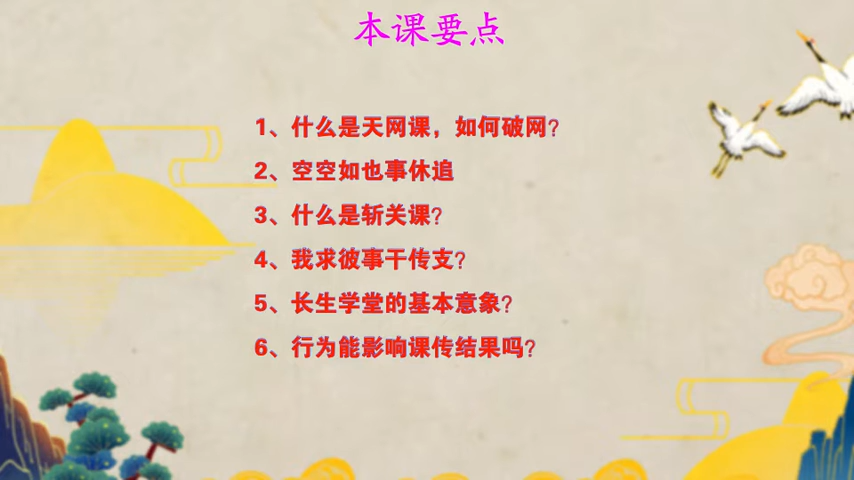 本课要点
1、什么是天网课，如何破网？
2、空空如也事休追
3、什么是斩关课？
4、我求彼事干传支？
5、长生学堂的基本意象？
6、行为能影响课传结果吗？